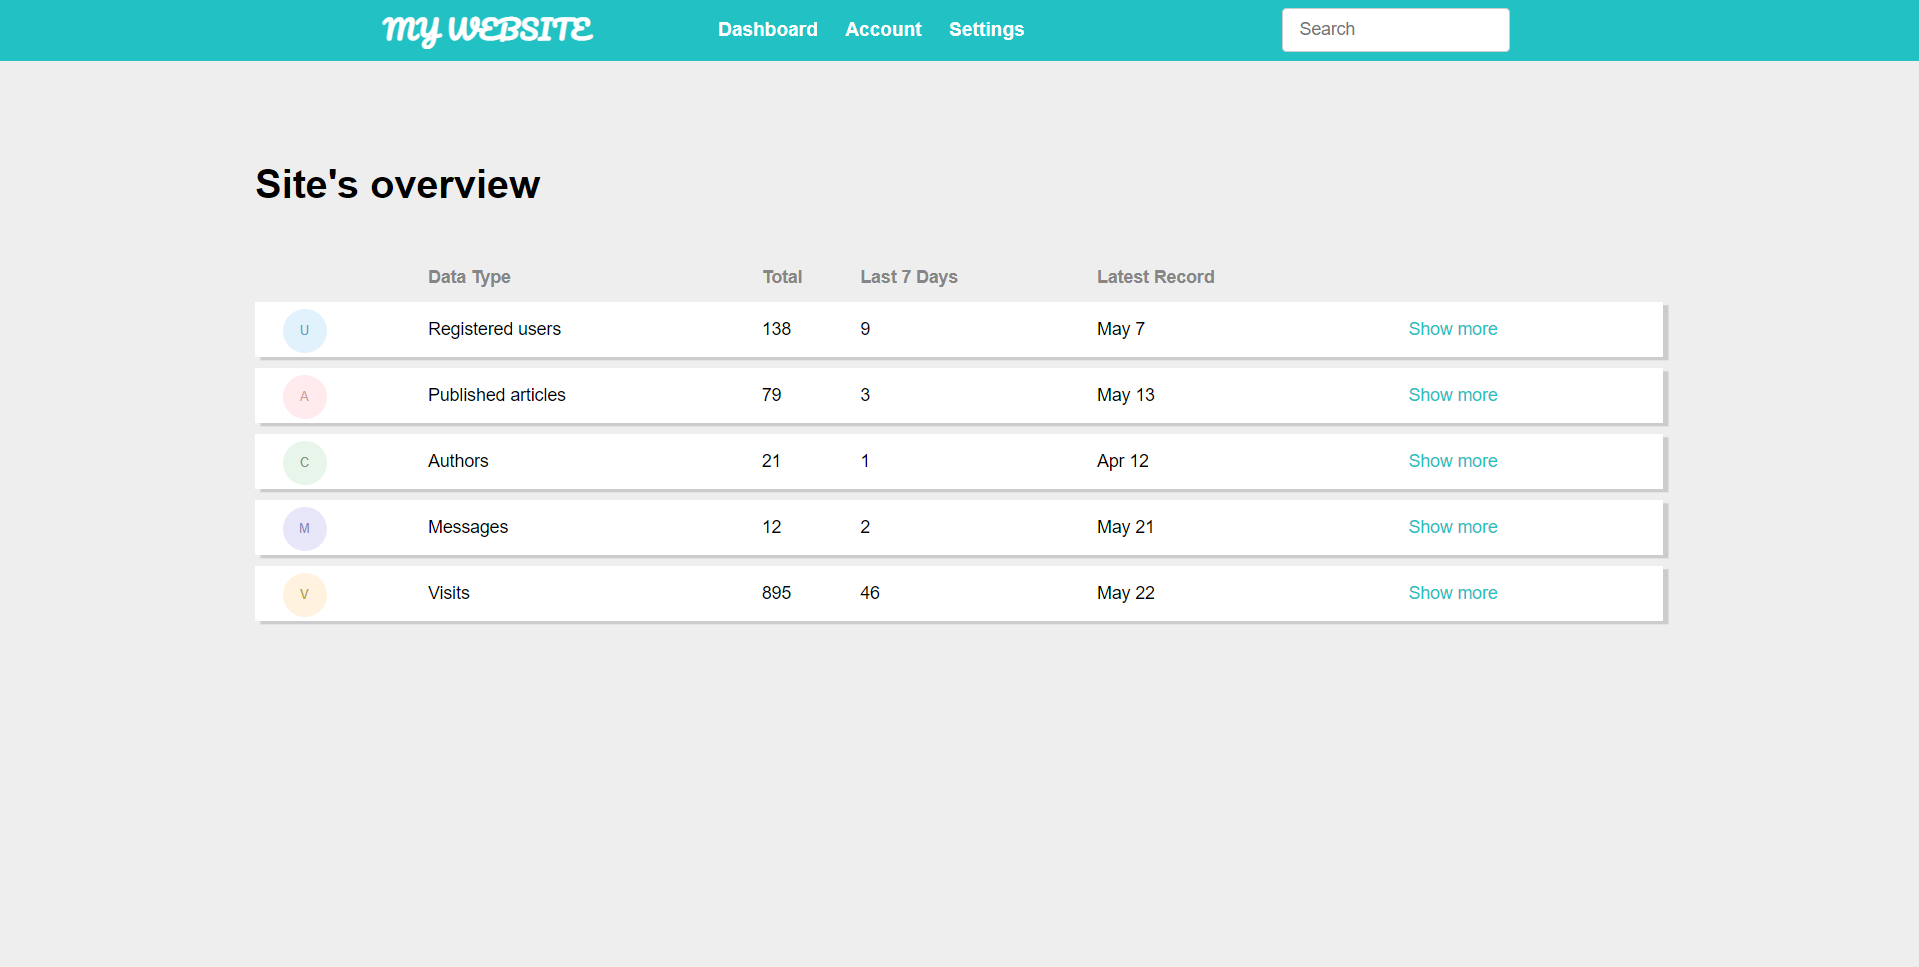 MY WEBSITE Dashboard Account Settings Search
Site's overview
Data Type Total Last 7 Days Latest Record
U Registered users 138 9 May 7 Show more
A Published articles 79 3 May 13 Show more
C Authors 21 1 Apr 12 Show more
M Messages 12 2 May 21 Show more
V Visits 895 46 May 22 Show more